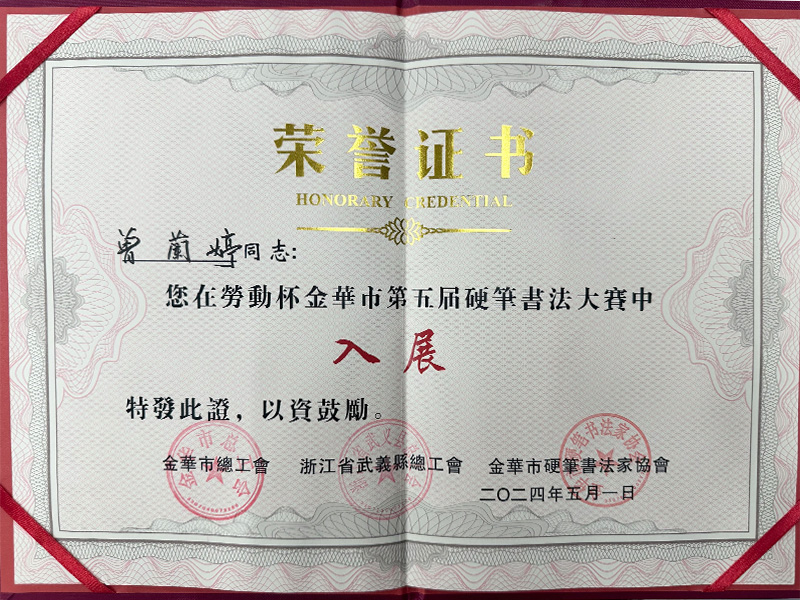 荣誉证书
HONORARY CREDENTIAL
曾蘭婷同志:
您在勞動杯金華市第五届硬筆書法大賽中
入展
特發此證，以資鼓勵。
金華市總工會 浙江省武義縣總工會 金華市硬筆書法家協會
二〇二四年五月一日